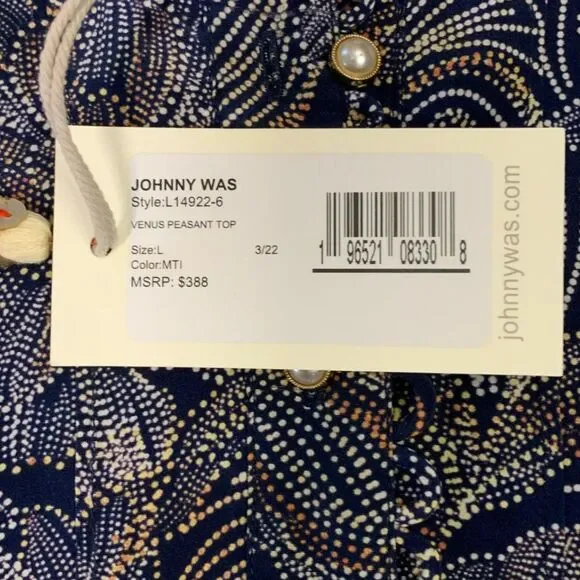 JOHNNY WAS
Style:L14922-6
VENUS PEASANT TOP
Size:L 3/22
Color:MTI
MSRP: $388
1 96521 08330 8
johnnywas.com